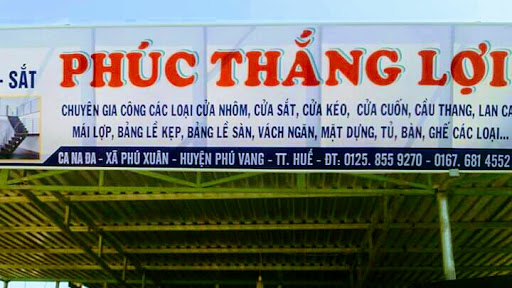 - SẮT
PHÚC THẮNG LỢI
CHUYÊN GIA CÔNG CÁC LOẠI CỬA NHÔM, CỬA SẮT, CỬA KÉO, CỬA CUỐN, CẦU THANG, LAN CA
MÁI LỢP, BẢNG LỀ KẸP, BẢNG LỀ SÀN, VÁCH NGĂN, MẶT DỰNG, TỦ, BÀN, GHẾ CÁC LOẠI...
CA NA ĐA - XÃ PHÚ XUÂN - HUYỆN PHÚ VANG - TT. HUẾ - ĐT: 0125. 855 9270 - 0167. 681 4552